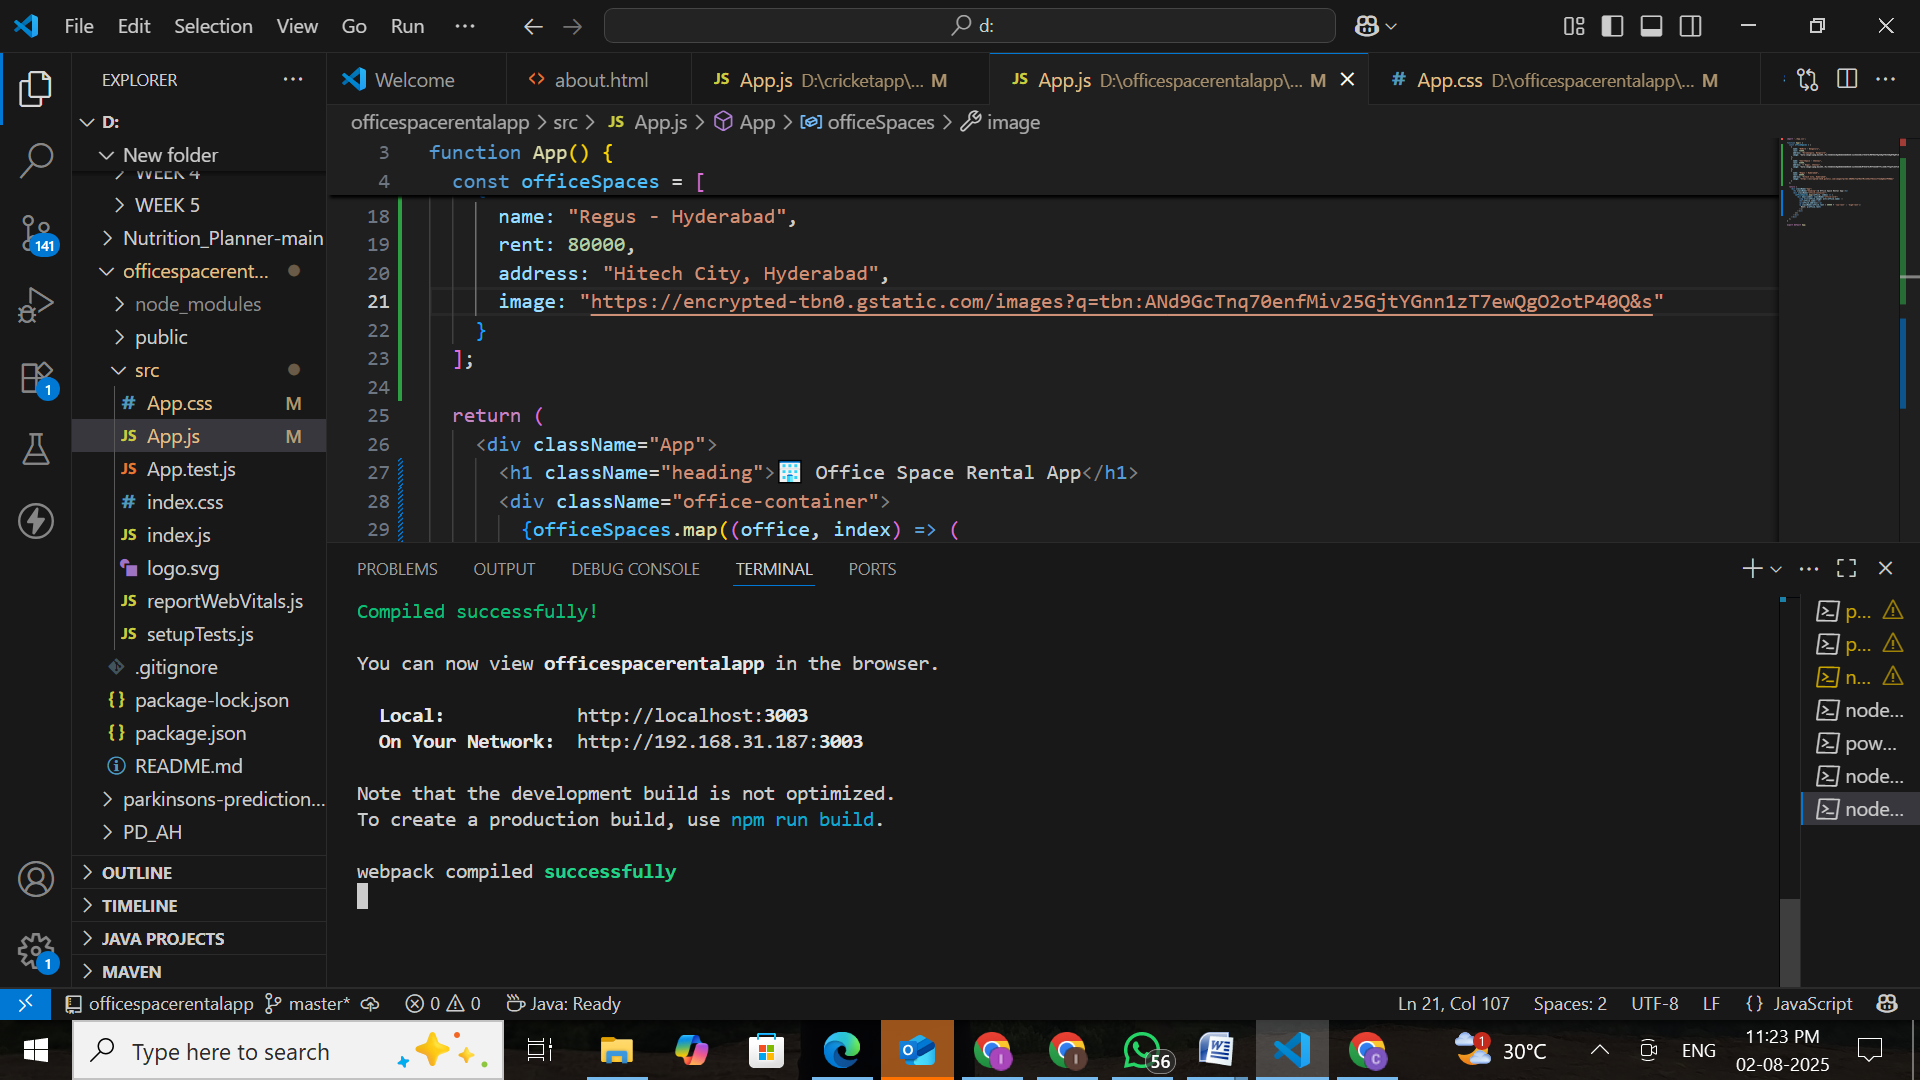 File Edit Selection View Go Run ...
d:
EXPLORER
D:
New folder
WEEK 4
WEEK 5
Nutrition_Planner-main
officespacerent...
node_modules
public
src
App.css M
App.js M
App.test.js
index.css
index.js
logo.svg
reportWebVitals.js
setupTests.js
.gitignore
package-lock.json
package.json
README.md
parkinsons-prediction...
PD_AH
OUTLINE
TIMELINE
JAVA PROJECTS
MAVEN
141
1
1
Welcome
about.html
App.js D:\cricketapp\... M
App.js D:\officespacerentalapp\... M
App.css D:\officespacerentalapp\... M
officespacerentalapp > src > JS App.js > App > officeSpaces > image
3 function App() {
4 const officeSpaces = [
18 name: "Regus - Hyderabad",
19 rent: 80000,
20 address: "Hitech City, Hyderabad",
21 image: "https://encrypted-tbn0.gstatic.com/images?q=tbn:ANd9GcTnq70enfMiv25GjtYGnn1zT7ewQgO2otP40Q&s"
22 }
23 ];
24
25 return (
26 <div className="App">
27 <h1 className="heading">🏢 Office Space Rental App</h1>
28 <div className="office-container">
29 {officeSpaces.map((office, index) => (
PROBLEMS OUTPUT DEBUG CONSOLE TERMINAL PORTS
Compiled successfully!
You can now view officespacerentalapp in the browser.
Local: http://localhost:3003
On Your Network: http://192.168.31.187:3003
Note that the development build is not optimized.
To create a production build, use npm run build.
webpack compiled successfully
p...
p...
n...
node...
pow...
node...
node...
officespacerentalapp master* 0 0 Java: Ready
Ln 21, Col 107 Spaces: 2 UTF-8 LF {} JavaScript
Type here to search
56
1
30°C
ENG
11:23 PM
02-08-2025